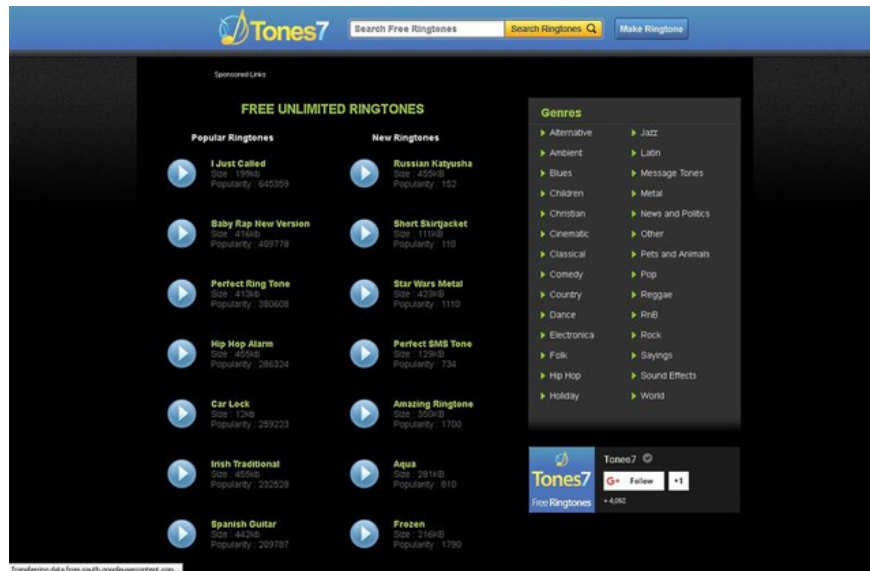 Tones7
Search Free Ringtones
Search Ringtones
Make Ringtone
Sponsored Links
FREE UNLIMITED RINGTONES
Popular Ringtones
I Just Called
Size : 199kb
Popularity : 645359
Baby Rap New Version
Size : 416kb
Popularity : 409778
Perfect Ring Tone
Size : 413kb
Popularity : 380608
Hip Hop Alarm
Size : 455kb
Popularity : 286324
Car Lock
Size : 12kb
Popularity : 259223
Irish Traditional
Size : 455kb
Popularity : 232528
Spanish Guitar
Size : 442kb
Popularity : 209787
New Ringtones
Russian Katyusha
Size : 455kB
Popularity : 152
Short Skirtjacket
Size : 111kB
Popularity : 110
Star Wars Metal
Size : 423kB
Popularity : 1110
Perfect SMS Tone
Size : 129kB
Popularity : 734
Amazing Ringtone
Size : 350kB
Popularity : 1700
Aqua
Size : 281kB
Popularity : 810
Frozen
Size : 216kB
Popularity : 1790
Genres
Alternative
Ambient
Blues
Children
Christian
Cinematic
Classical
Comedy
Country
Dance
Electronica
Folk
Hip Hop
Holiday
Jazz
Latin
Message Tones
Metal
News and Politics
Other
Pets and Animals
Pop
Reggae
RnB
Rock
Sayings
Sound Effects
World
Tones7
Free Ringtones
Tones7
G+ Follow
+1
+ 4,092
Transferring data from oauth.googleusercontent.com...